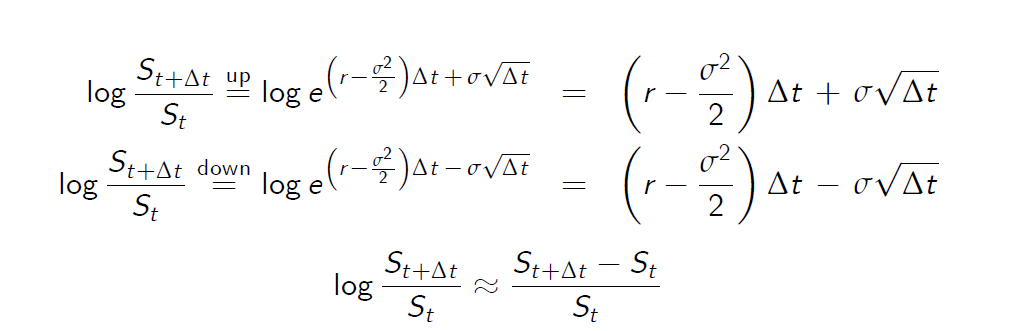 log S_{t+Δt}/S_t =^{up} log e^{(r−σ²/2)Δt+σ√Δt} = (r − σ²/2) Δt + σ√Δt
log S_{t+Δt}/S_t =^{down} log e^{(r−σ²/2)Δt−σ√Δt} = (r − σ²/2) Δt − σ√Δt
log S_{t+Δt}/S_t ≈ (S_{t+Δt} − S_t)/S_t